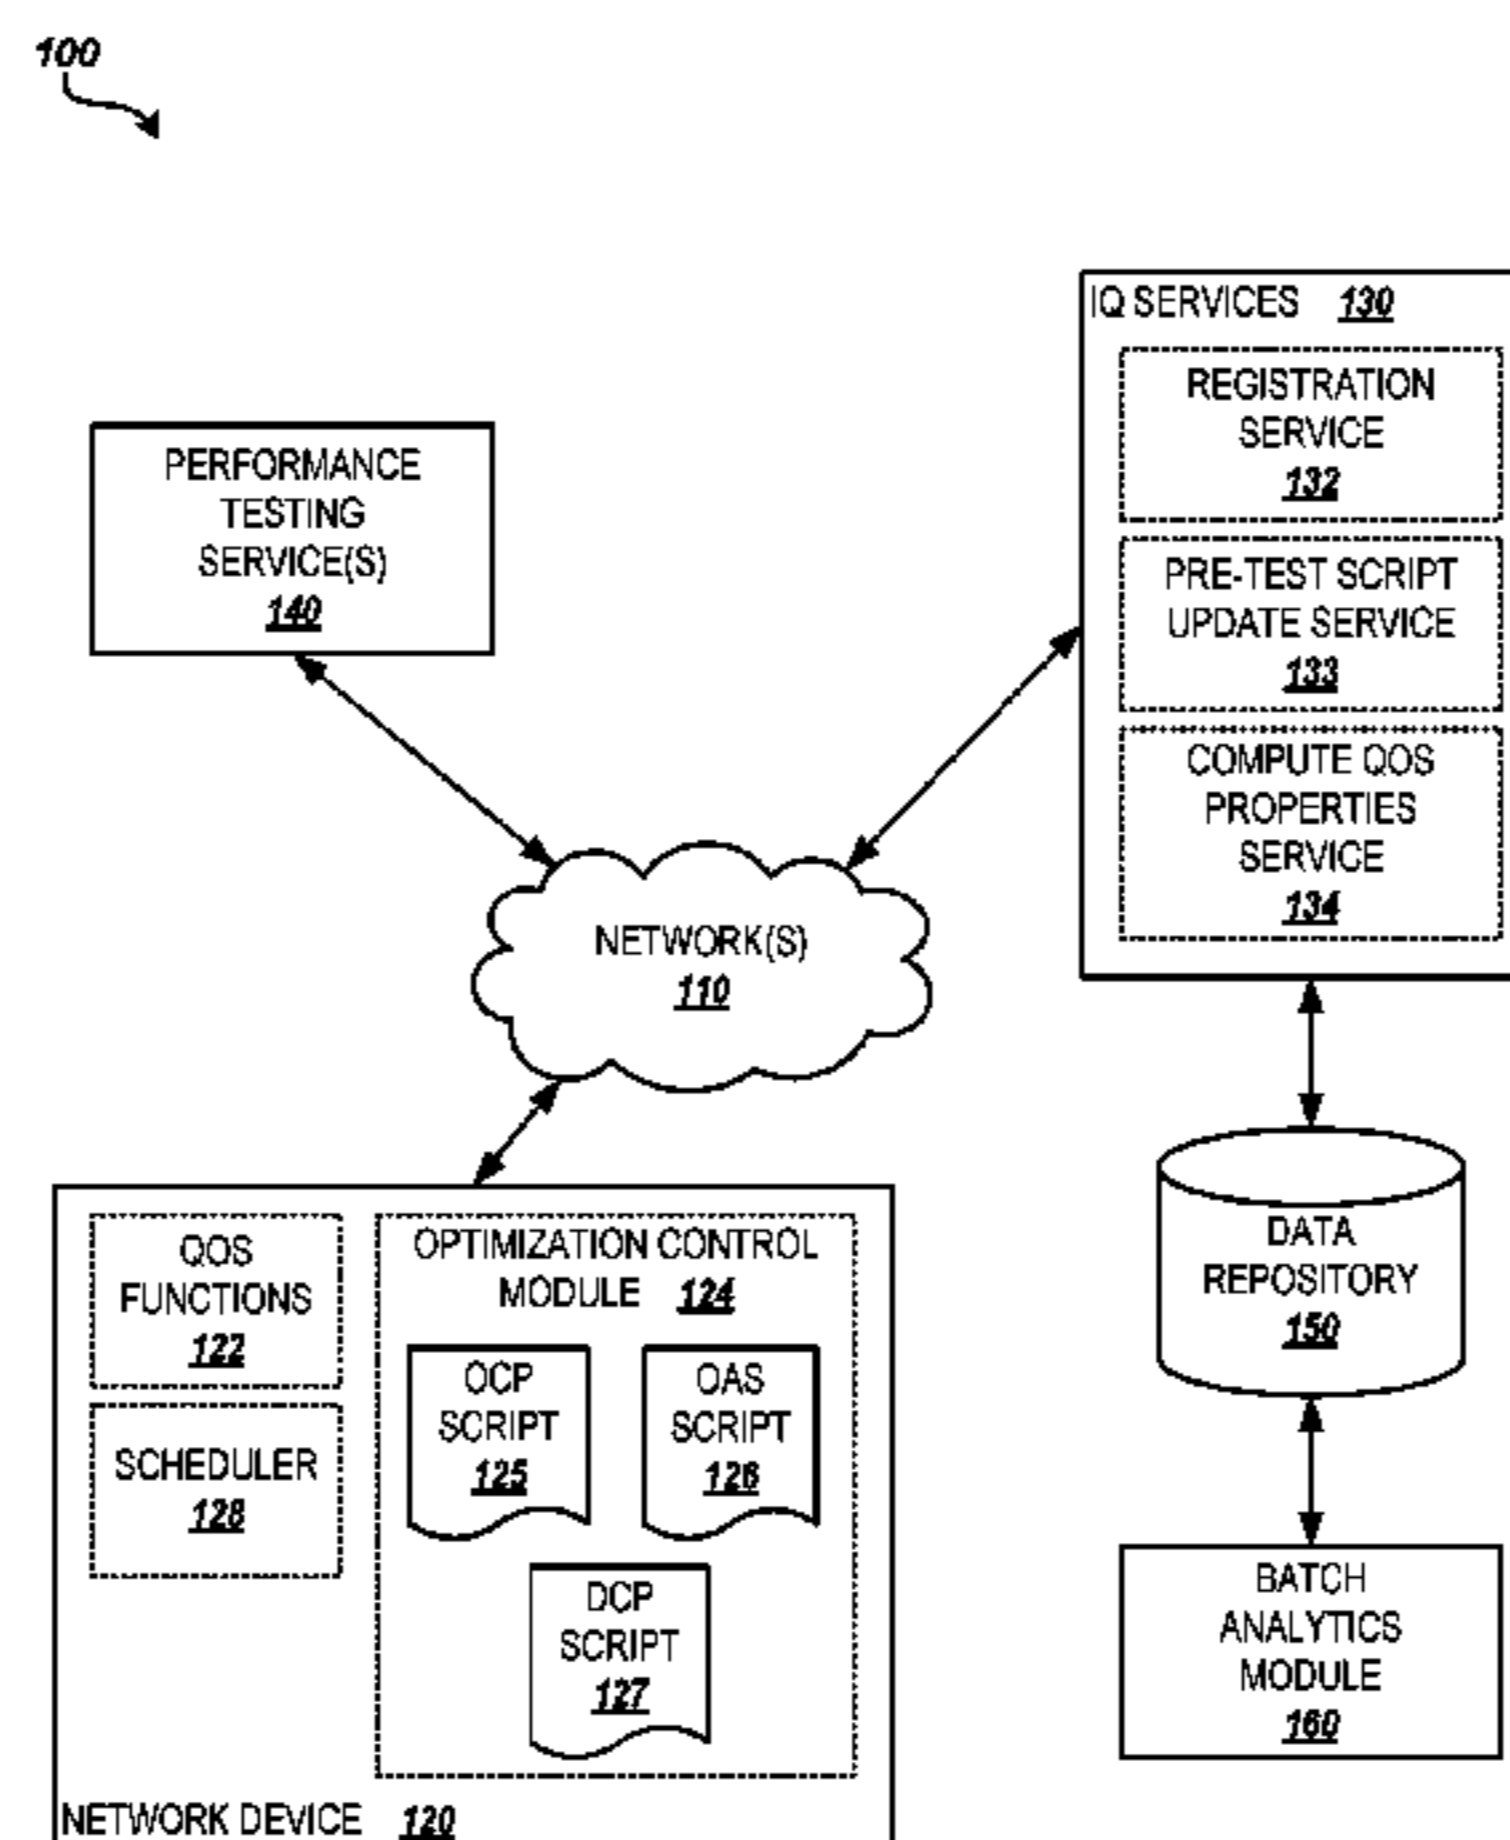 100
IQ SERVICES 130
REGISTRATION
SERVICE
132
PRE-TEST SCRIPT
UPDATE SERVICE
133
COMPUTE QOS
PROPERTIES
SERVICE
134
PERFORMANCE
TESTING
SERVICE(S)
140
NETWORK(S)
110
DATA
REPOSITORY
150
BATCH
ANALYTICS
MODULE
160
QOS
FUNCTIONS
122
SCHEDULER
128
OPTIMIZATION CONTROL
MODULE 124
OCP
SCRIPT
125
OAS
SCRIPT
126
DCP
SCRIPT
127
NETWORK DEVICE 120